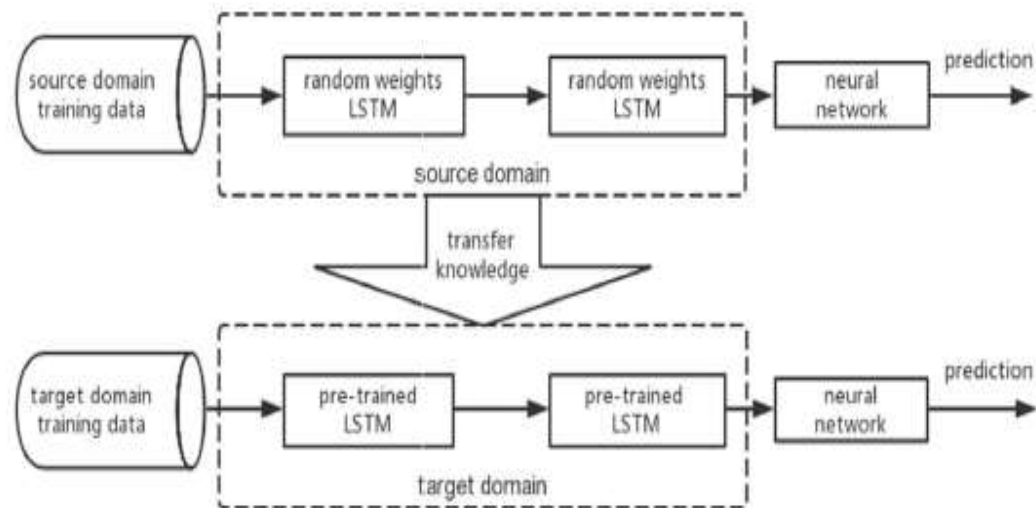 source domain
training data
random weights
LSTM
random weights
LSTM
neural
network
prediction
source domain
transfer
knowledge
target domain
training data
pre-trained
LSTM
pre-trained
LSTM
neural
network
prediction
target domain